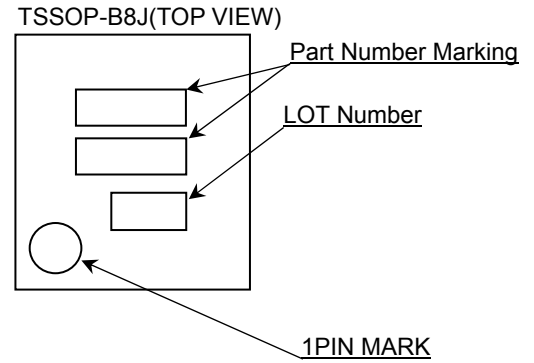 TSSOP-B8J(TOP VIEW)
Part Number Marking
LOT Number
1PIN MARK